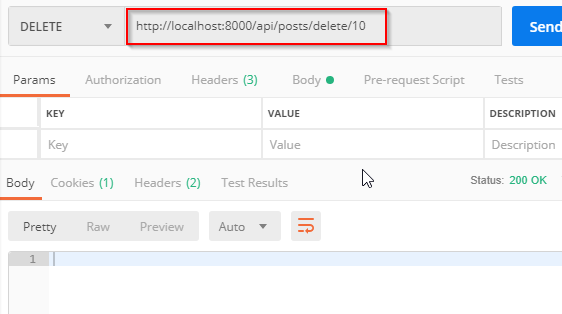 DELETE http://localhost:8000/api/posts/delete/10 Send
Params Authorization Headers (3) Body Pre-request Script Tests
KEY VALUE DESCRIPTION
Key Value Description
Body Cookies (1) Headers (2) Test Results Status: 200 OK
Pretty Raw Preview Auto
1